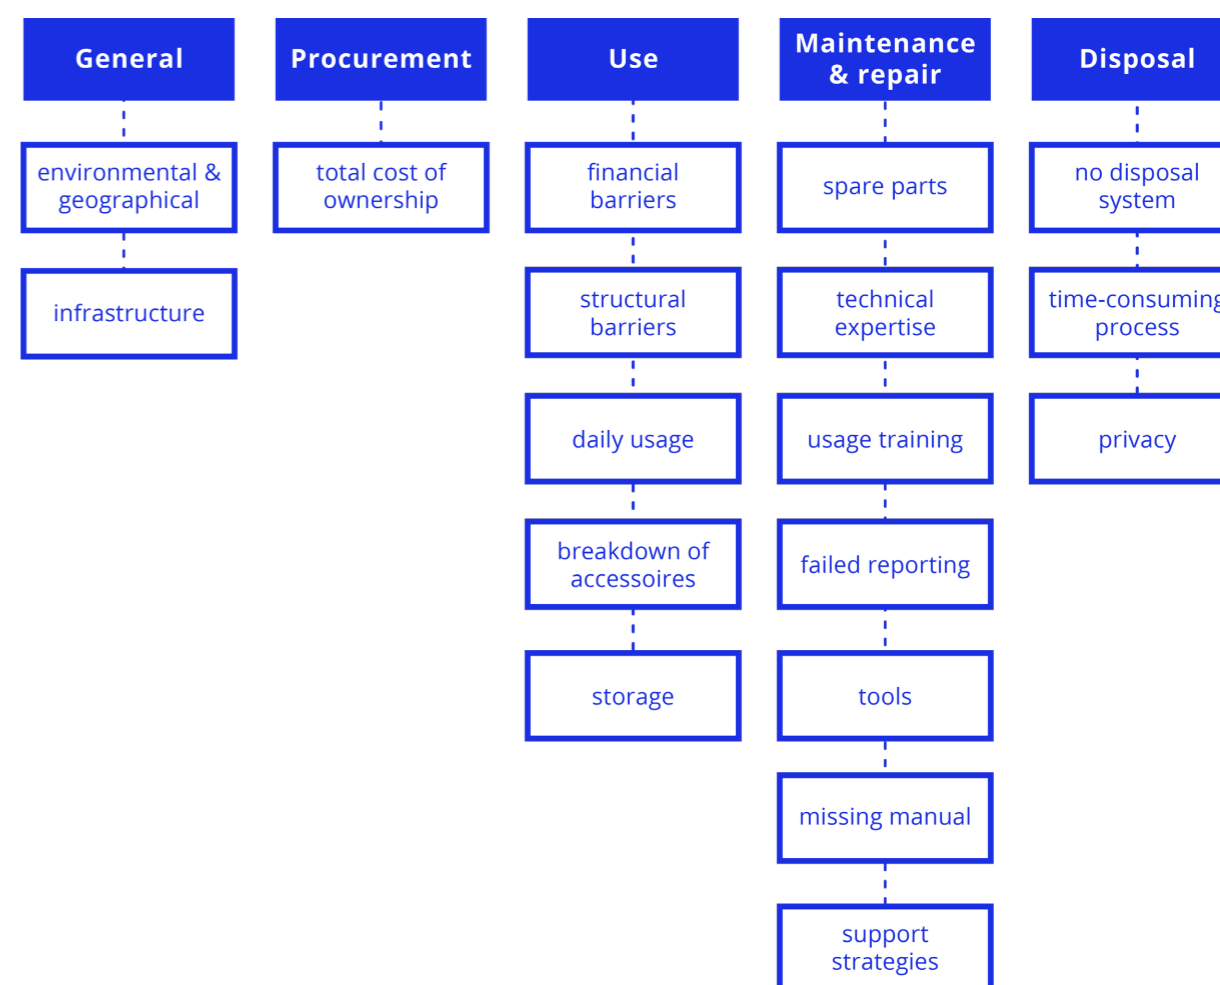 General
environmental &
geographical
infrastructure
Procurement
total cost of
ownership
Use
financial
barriers
structural
barriers
daily usage
breakdown of
accessoires
storage
Maintenance
& repair
spare parts
technical
expertise
usage training
failed reporting
tools
missing manual
support
strategies
Disposal
no disposal
system
time-consuming
process
privacy